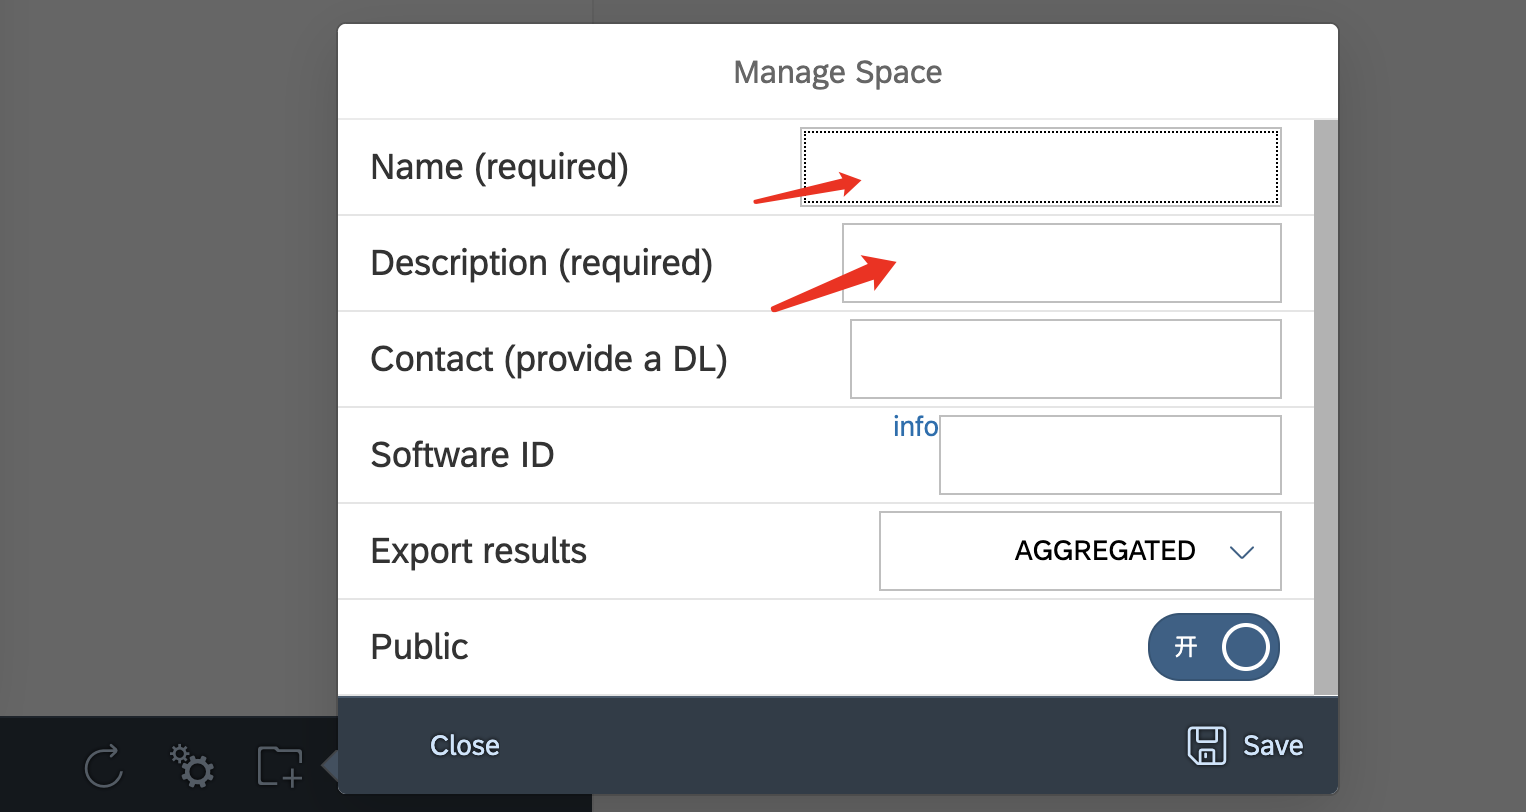 Manage Space
Name (required)
Description (required)
Contact (provide a DL)
Software ID info
Export results AGGREGATED
Public 开
Close Save